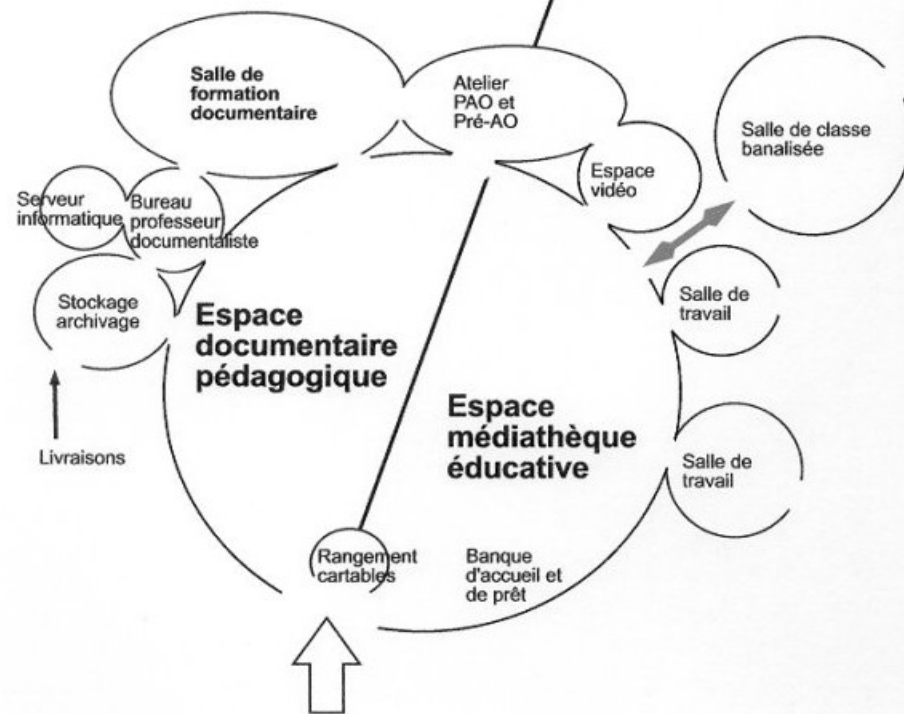 Salle de
formation
documentaire
Atelier
PAO et
Pré-AO
Salle de classe
banalisée
Espace
vidéo
Serveur
informatique
Bureau
professeur
documentaliste
Stockage
archivage
Salle de
travail
Espace
documentaire
pédagogique
Espace
médiathèque
éducative
Livraisons
Salle de
travail
Rangement
cartables
Banque
d'accueil et
de prêt